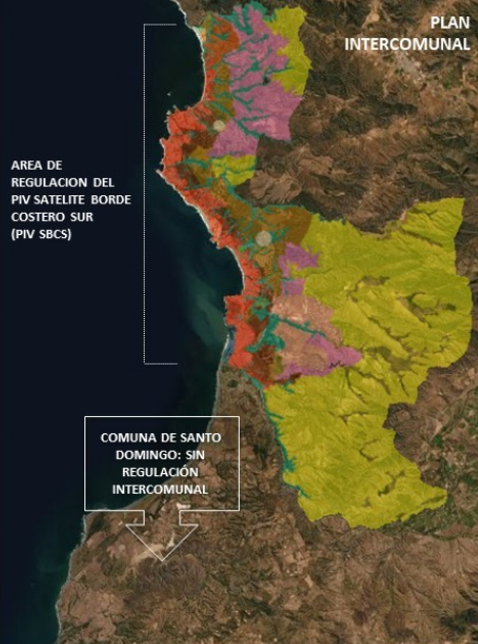 PLAN
INTERCOMUNAL
AREA DE
REGULACION DEL
PIV SATELITE BORDE
COSTERO SUR
(PIV SBCS)
COMUNA DE SANTO
DOMINGO: SIN
REGULACIÓN
INTERCOMUNAL